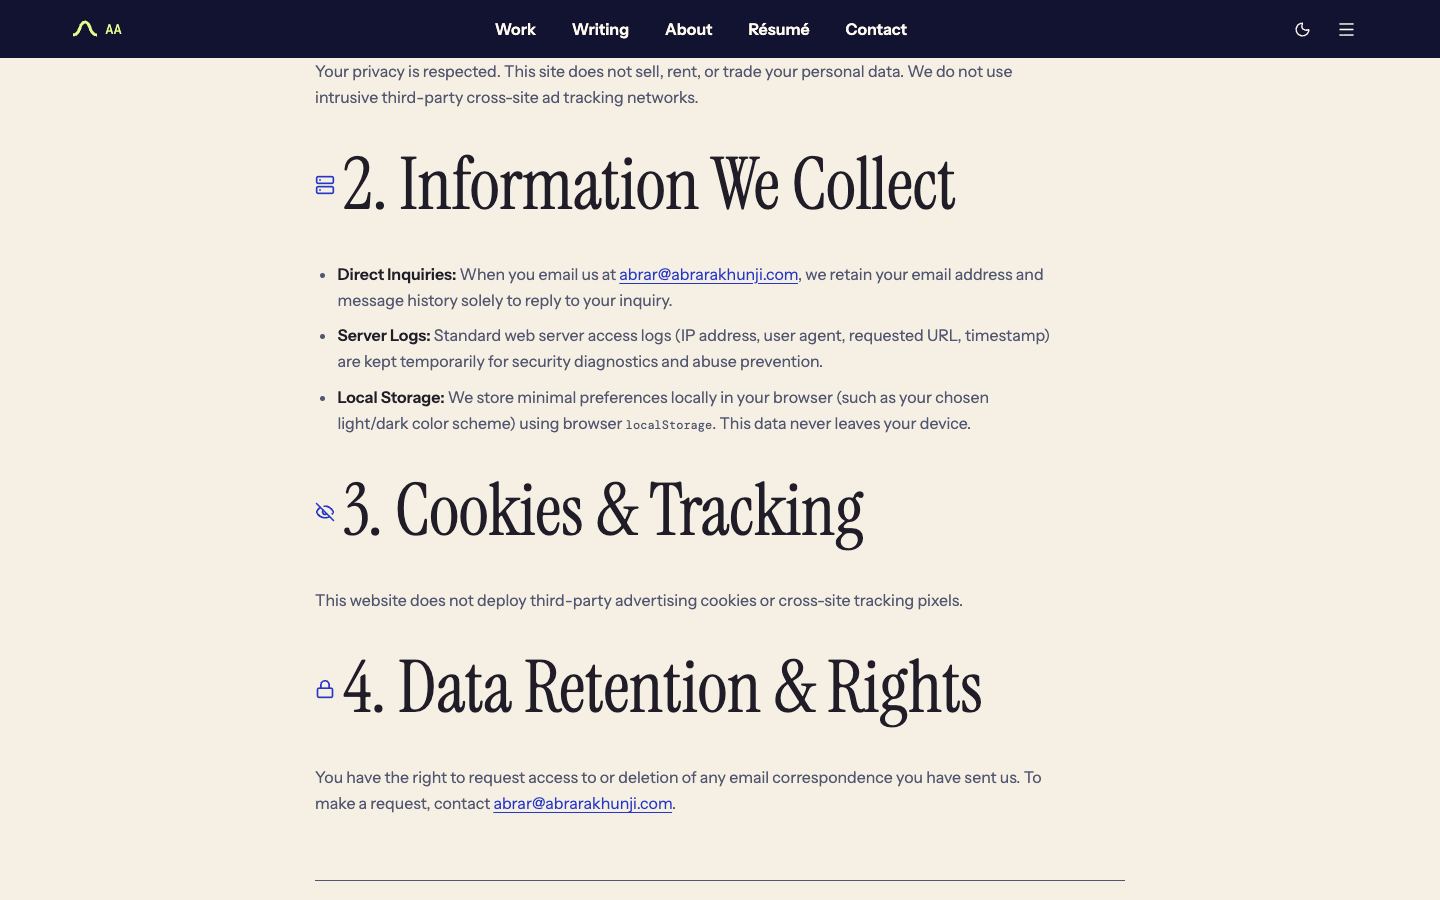 AA
Work
Writing
About
Résumé
Contact
Your privacy is respected. This site does not sell, rent, or trade your personal data. We do not use
intrusive third-party cross-site ad tracking networks.
2. Information We Collect
• Direct Inquiries: When you email us at abrar@abrarakhunji.com, we retain your email address and
message history solely to reply to your inquiry.
• Server Logs: Standard web server access logs (IP address, user agent, requested URL, timestamp)
are kept temporarily for security diagnostics and abuse prevention.
• Local Storage: We store minimal preferences locally in your browser (such as your chosen
light/dark color scheme) using browser localStorage. This data never leaves your device.
3. Cookies & Tracking
This website does not deploy third-party advertising cookies or cross-site tracking pixels.
4. Data Retention & Rights
You have the right to request access to or deletion of any email correspondence you have sent us. To
make a request, contact abrar@abrarakhunji.com.